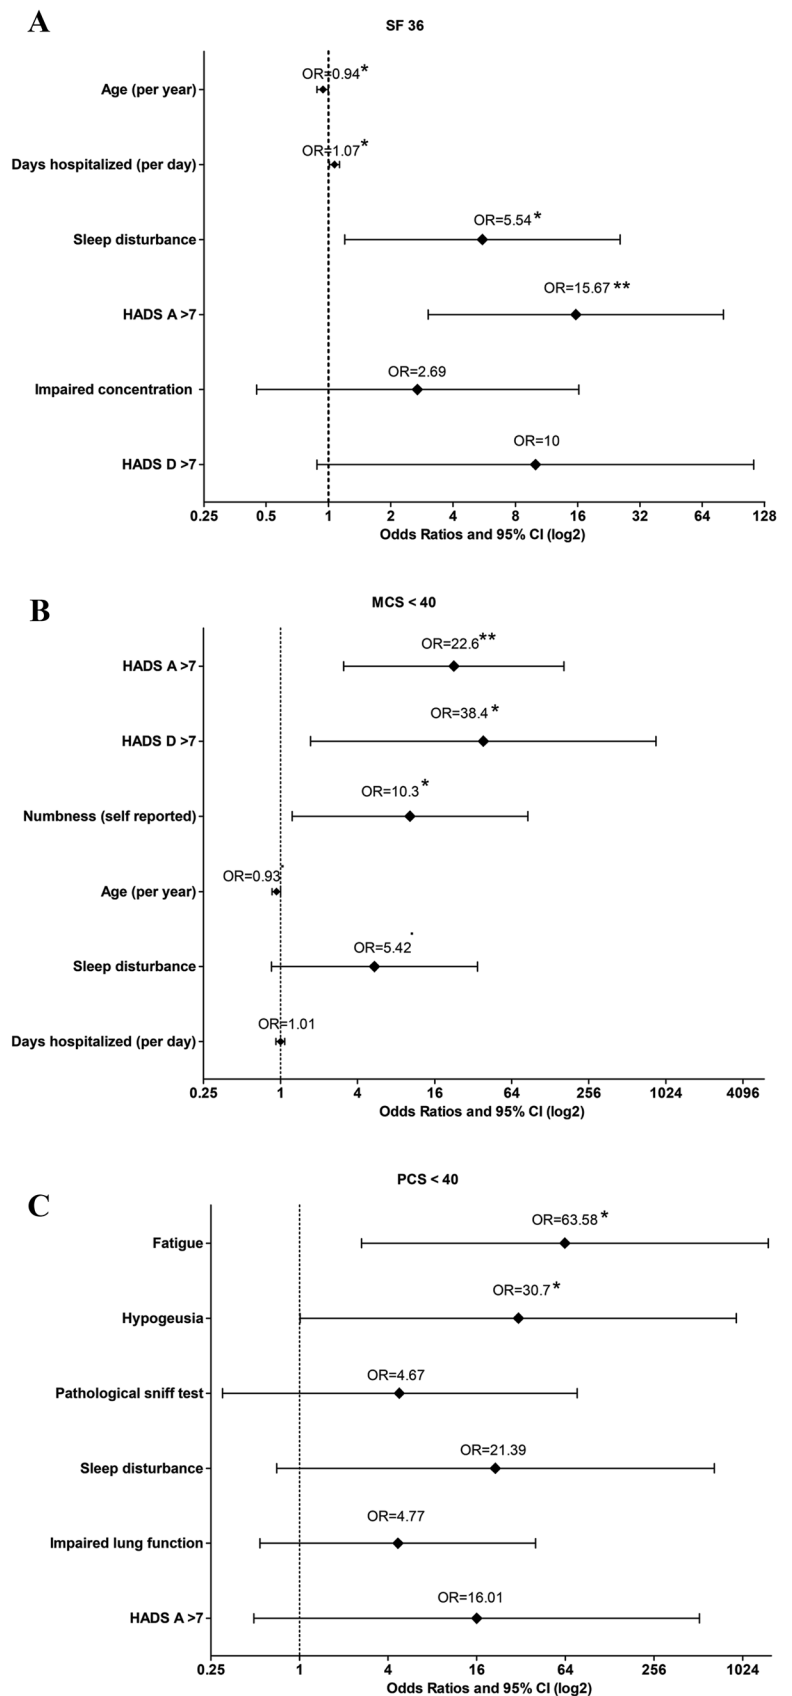 A
SF 36
OR=0.94*
Age (per year)
OR=1.07*
Days hospitalized (per day)
OR=5.54*
Sleep disturbance
OR=15.67**
HADS A >7
OR=2.69
Impaired concentration
OR=10
HADS D >7
0.25 0.5 1 2 4 8 16 32 64 128
Odds Ratios and 95% CI (log2)
B
MCS < 40
OR=22.6**
HADS A >7
OR=38.4*
HADS D >7
OR=10.3*
Numbness (self reported)
OR=0.93.
Age (per year)
OR=5.42.
Sleep disturbance
OR=1.01
Days hospitalized (per day)
0.25 1 4 16 64 256 1024 4096
Odds Ratios and 95% CI (log2)
C
PCS < 40
OR=63.58*
Fatigue
OR=30.7*
Hypogeusia
OR=4.67
Pathological sniff test
OR=21.39
Sleep disturbance
OR=4.77
Impaired lung function
OR=16.01
HADS A >7
0.25 1 4 16 64 256 1024
Odds Ratios and 95% CI (log2)